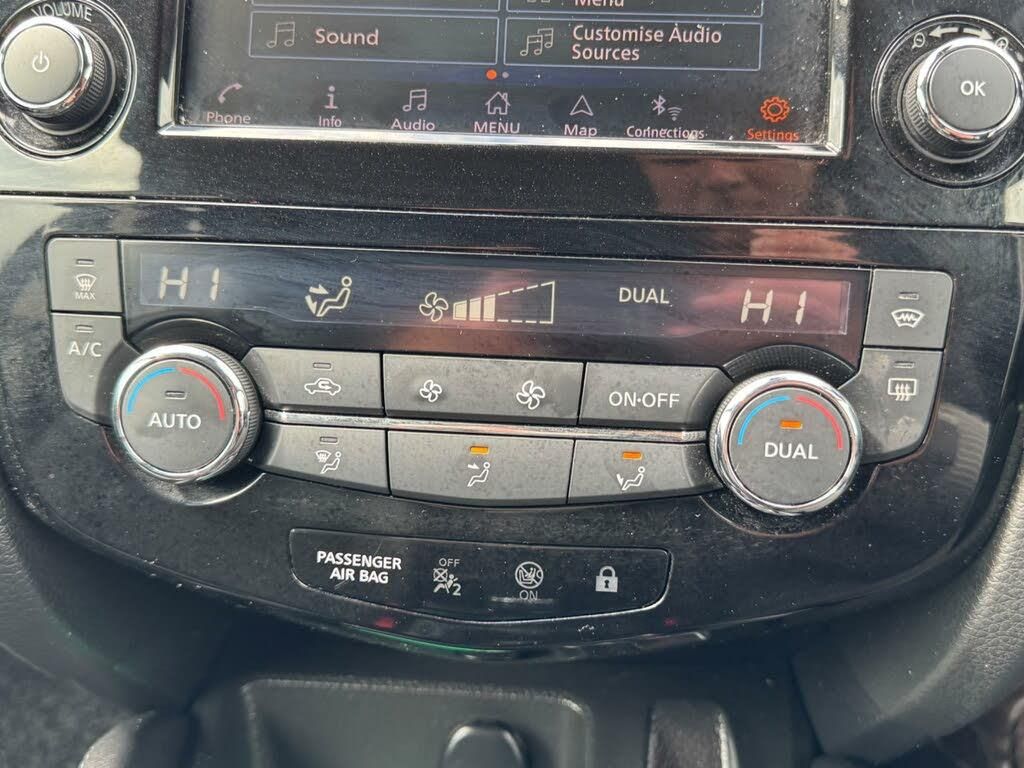 VOLUME
Menu
Sound
Customise Audio
Sources
Phone
Info
Audio
MENU
Map
Connections
Settings
OK
MAX
HI
DUAL
HI
A/C
AUTO
ON·OFF
DUAL
PASSENGER
AIR BAG
OFF
2
ON